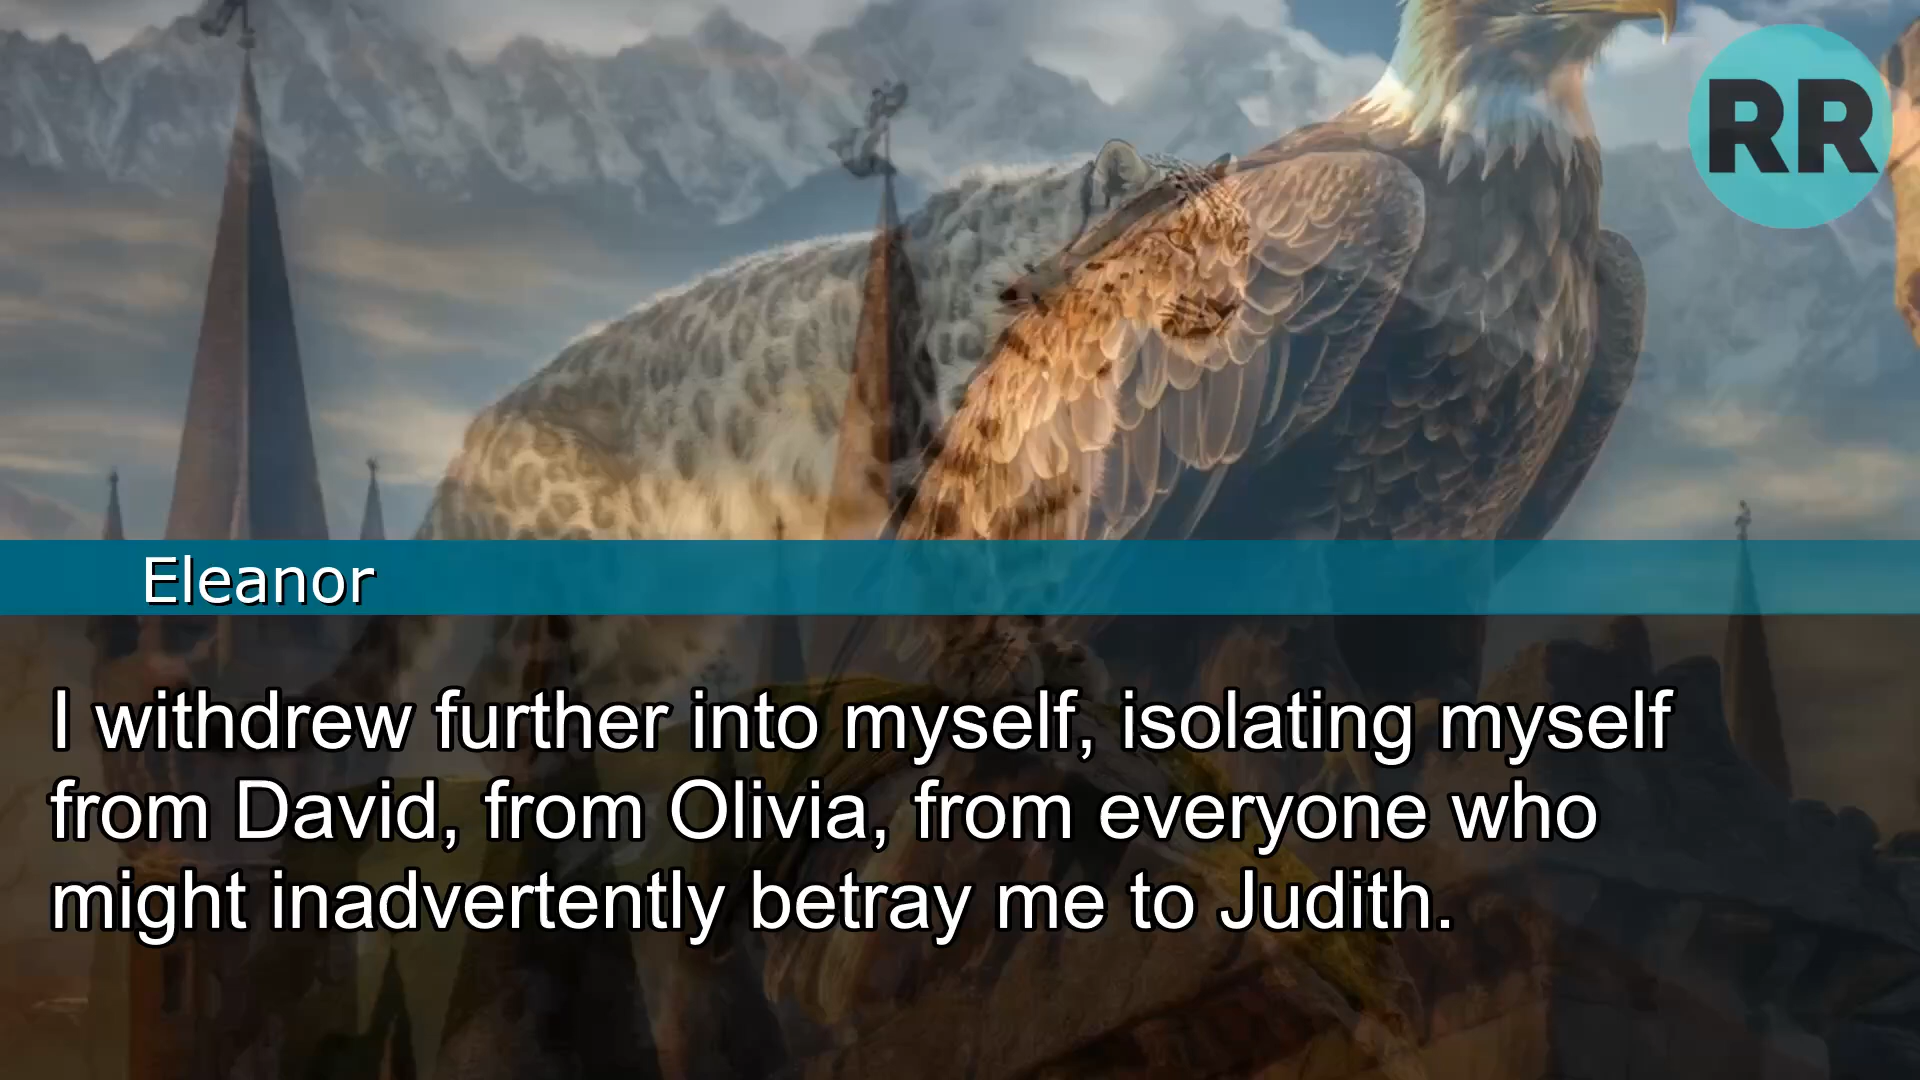 RR
Eleanor
I withdrew further into myself, isolating myself
from David, from Olivia, from everyone who
might inadvertently betray me to Judith.